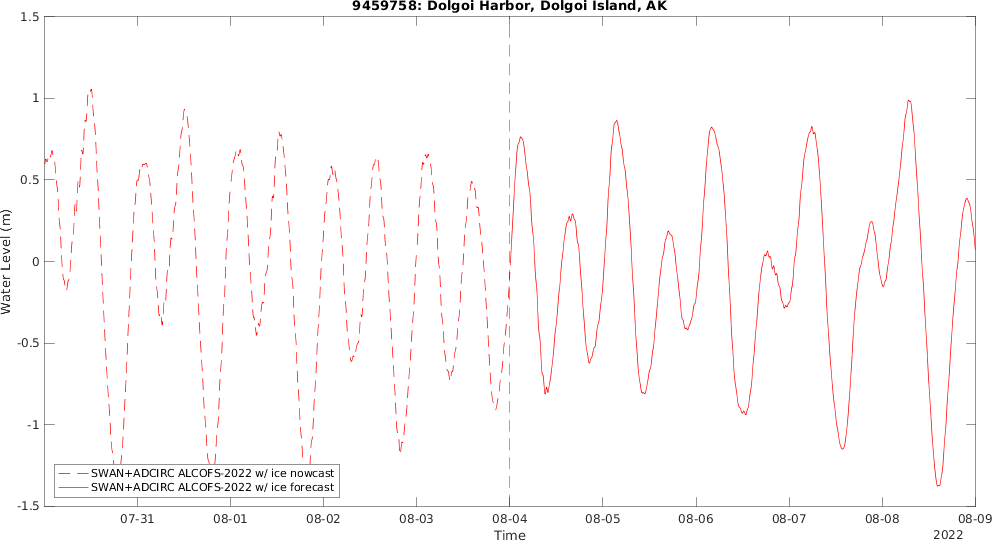 9459758: Dolgoi Harbor, Dolgoi Island, AK
1.5
1
0.5
0
-0.5
-1
-1.5
Water Level (m)
SWAN+ADCIRC ALCOFS-2022 w/ ice nowcast
SWAN+ADCIRC ALCOFS-2022 w/ ice forecast
07-31 08-01 08-02 08-03 08-04 08-05 08-06 08-07 08-08 08-09
Time
2022